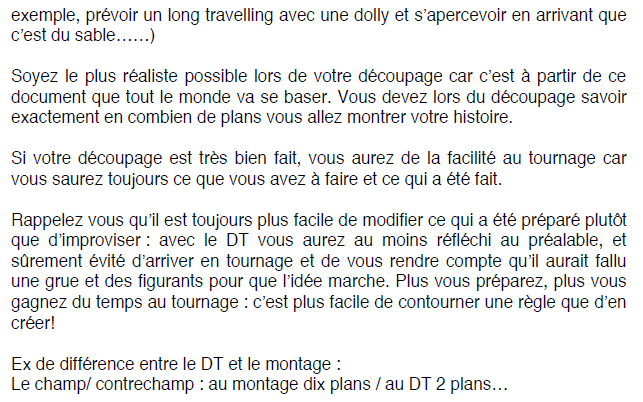 exemple, prévoir un long travelling avec une dolly et s’apercevoir en arrivant que
c’est du sable……)
Soyez le plus réaliste possible lors de votre découpage car c’est à partir de ce
document que tout le monde va se baser. Vous devez lors du découpage savoir
exactement en combien de plans vous allez montrer votre histoire.
Si votre découpage est très bien fait, vous aurez de la facilité au tournage car
vous saurez toujours ce que vous avez à faire et ce qui a été fait.
Rappelez vous qu’il est toujours plus facile de modifier ce qui a été préparé plutôt
que d’improviser : avec le DT vous aurez au moins réfléchi au préalable, et
sûrement évité d’arriver en tournage et de vous rendre compte qu’il aurait fallu
une grue et des figurants pour que l’idée marche. Plus vous préparez, plus vous
gagnez du temps au tournage : c’est plus facile de contourner une règle que d’en
créer!
Ex de différence entre le DT et le montage :
Le champ/ contrechamp : au montage dix plans / au DT 2 plans…